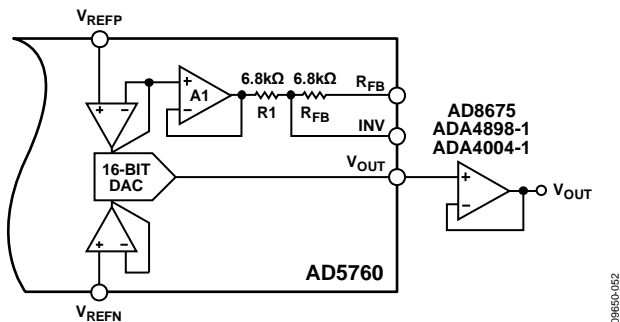 VREFP
6.8kΩ 6.8kΩ
A1
R1 RFB
RFB
INV
VOUT
16-BIT
DAC
AD8675
ADA4898-1
ADA4004-1
VOUT
AD5760
VREFN
09650-052